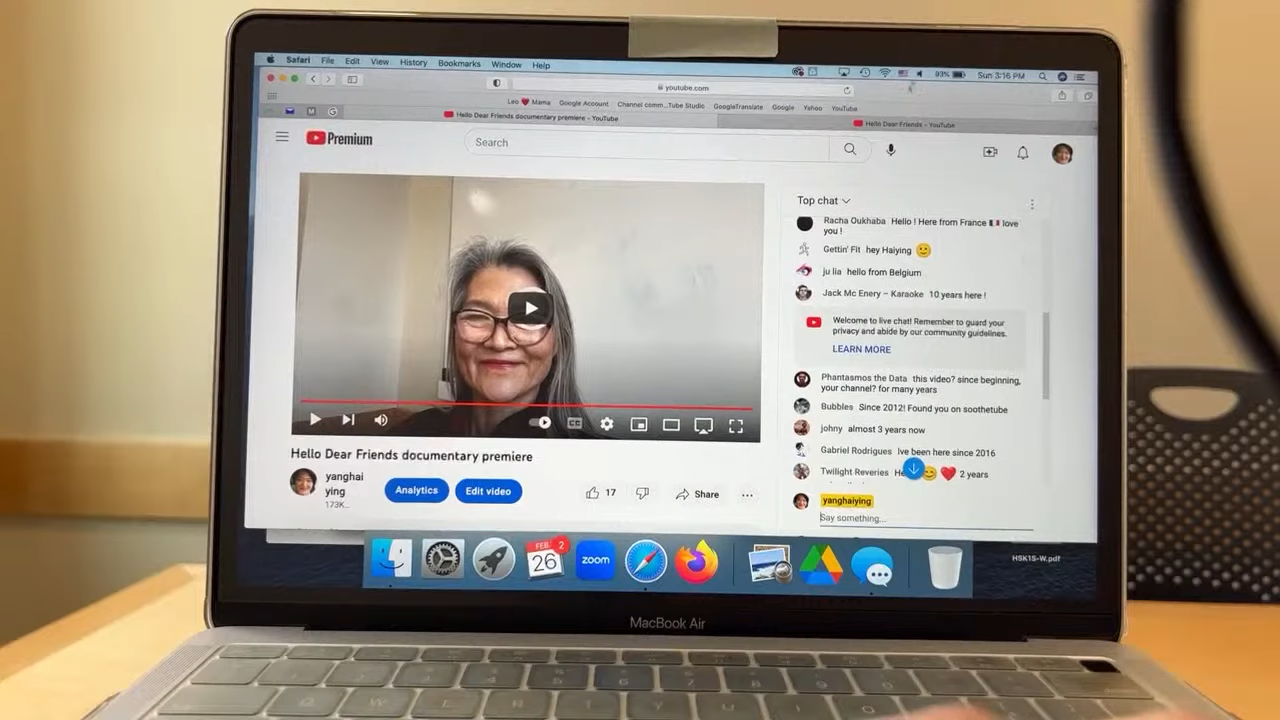 Safari File Edit View History Bookmarks Window Help 93% Sun 3:16 PM
youtube.com
Leo ❤ Mama Google Account Channel comm...Tube Studio GoogleTranslate Google Yahoo YouTube
M G Hello Dear Friends documentary premiere – YouTube Hello Dear Friends – YouTube
Premium Search
Top chat
Racha Oukhaba Hello ! Here from France 🇫🇷 love
you !
Gettin' Fit hey Haiying 🙂
ju lia hello from Belgium
Jack Mc Enery – Karaoke 10 years here !
Welcome to live chat! Remember to guard your
privacy and abide by our community guidelines.
LEARN MORE
Phantasmos the Data this video? since beginning,
your channel? for many years
Bubbles Since 2012! Found you on soothetube
johny almost 3 years now
Gabriel Rodrigues Ive been here since 2016
Twilight Reveries 😊 ❤ 2 years
yanghaiying
Say something...
CC
Hello Dear Friends documentary premiere
yanghai
ying
173K...
Analytics Edit video 17 Share
FEB 2
26
zoom
HSK1S-W.pdf
MacBook Air